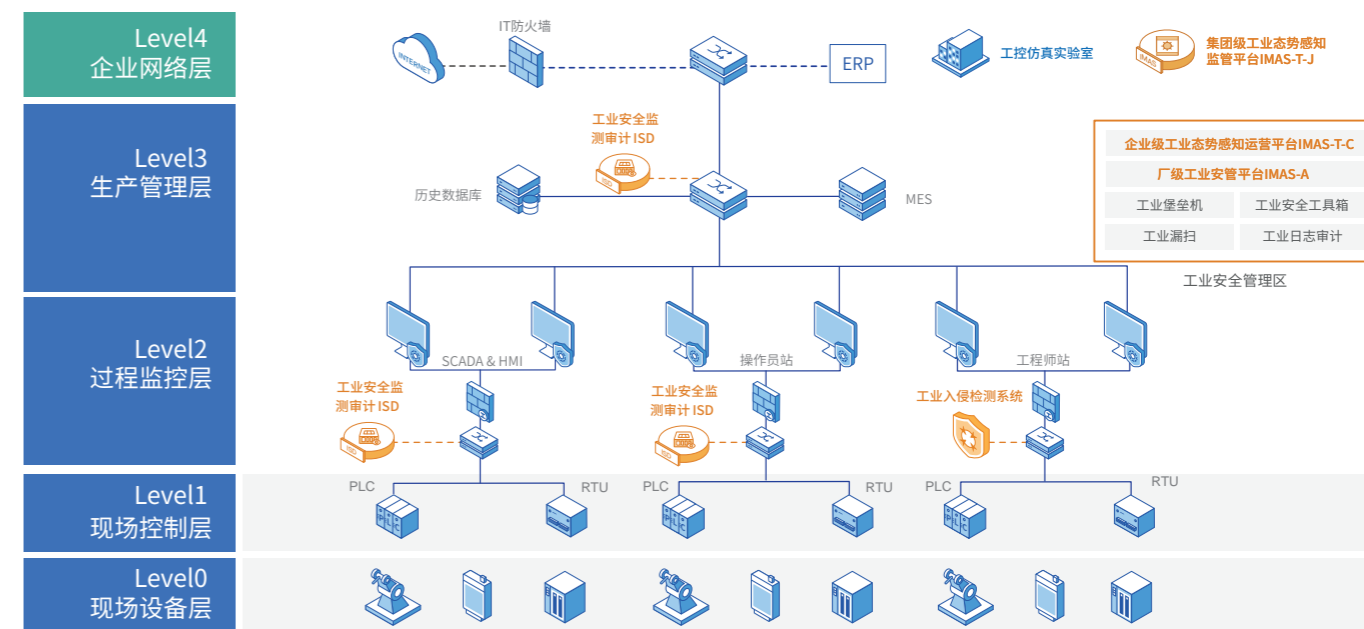 Level4
企业网络层
IT防火墙
INTERNET
ERP
工控仿真实验室
IMAS
集团级工业态势感知
监管平台IMAS-T-J
Level3
生产管理层
工业安全监
测审计 ISD
ISD
历史数据库
MES
企业级工业态势感知运营平台IMAS-T-C
厂级工业安管平台IMAS-A
工业堡垒机
工业安全工具箱
工业漏扫
工业日志审计
工业安全管理区
Level2
过程监控层
SCADA & HMI
操作员站
工程师站
工业安全监
测审计 ISD
ISD
工业安全监
测审计 ISD
ISD
工业入侵检测系统
Level1
现场控制层
PLC
RTU
PLC
RTU
PLC
RTU
PLC
PLC
PLC
Level0
现场设备层